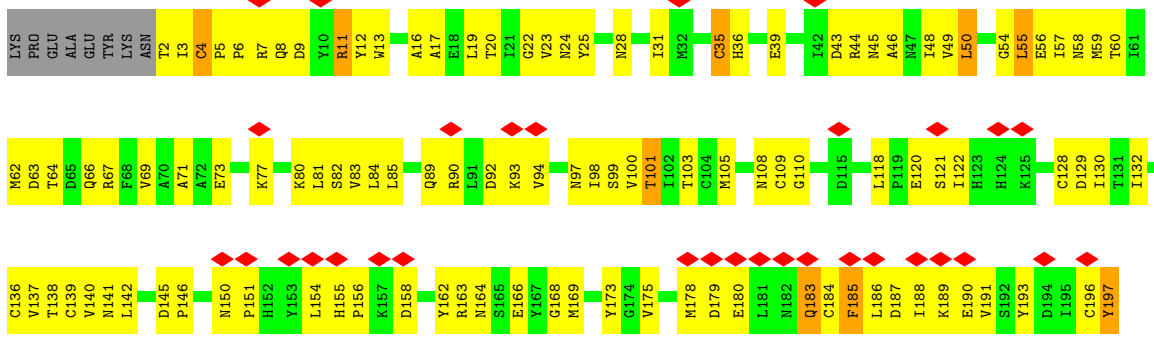 LYS PRO GLU ALA GLU TYR LYS ASN T2 I3 C4 P5 P6 R7 Q8 D9 Y10 R11 Y12 W13 A16 A17 E18 L19 T20 I21 G22 V23 N24 Y25 N28 I31 M32 C35 H36 E39 I42 D43 R44 N45 A46 N47 I48 V49 L50 G54 L55 E56 I57 N58 M59 T60 I61
M62 D63 T64 D65 Q66 R67 F68 V69 A70 A71 A72 E73 K77 K80 L81 S82 V83 L84 L85 Q89 R90 L91 D92 K93 V94 N97 I98 S99 V100 T101 I102 T103 C104 M105 N108 C109 G110 D115 L118 P119 E120 S121 I122 H123 H124 K125 C128 D129 I130 T131 I132
C136 V137 T138 C139 V140 N141 L142 D145 P146 N150 P151 H152 Y153 L154 H155 P156 K157 D158 Y162 R163 N164 S165 E166 Y167 G168 M169 Y173 G174 V175 M178 D179 E180 L181 N182 Q183 C184 F185 L186 D187 I188 K189 E190 V191 S192 Y193 D194 I195 C196 Y197